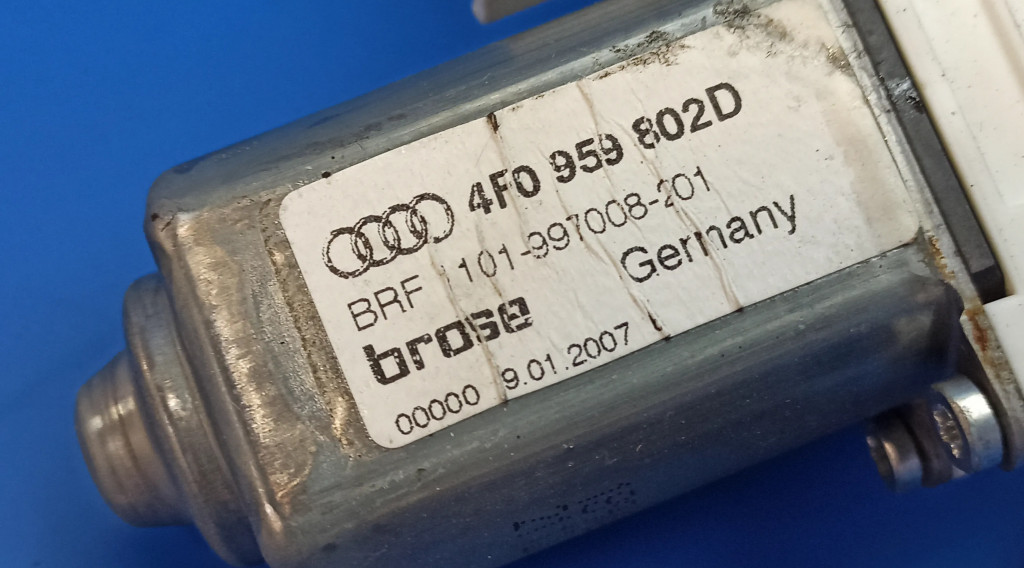 4F0 959 802D
BRF 101-997008-201
brose Germany
00000 9.01.2007